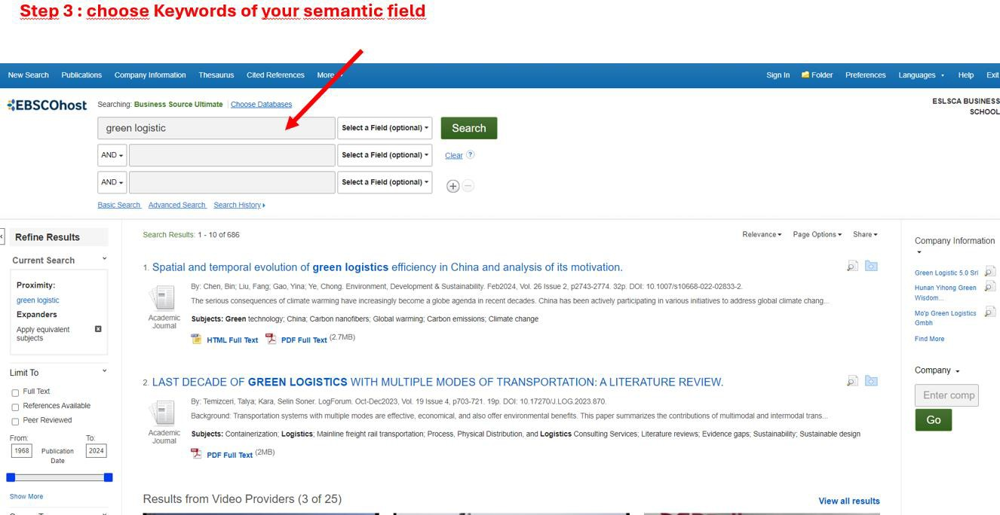 Step 3 : choose Keywords of your semantic field
New Search Publications Company Information Thesaurus Cited References More
Sign In Folder Preferences Languages Help Exit
EBSCOhost
Searching: Business Source Ultimate | Choose Databases
ESLSCA BUSINESS
SCHOOL
green logistic Select a Field (optional) Search
AND Select a Field (optional) Clear ?
AND Select a Field (optional)
Basic Search Advanced Search Search History
Refine Results
Current Search
Proximity:
green logistic
Expanders
Apply equivalent
subjects
Limit To
Full Text
References Available
Peer Reviewed
From: To:
1968 Publication 2024
Date
Show More
Search Results: 1 - 10 of 686
Relevance Page Options Share
1. Spatial and temporal evolution of green logistics efficiency in China and analysis of its motivation.
By: Chen, Bin; Liu, Fang; Gao, Yina; Ye, Chong. Environment, Development & Sustainability. Feb2024, Vol. 26 Issue 2, p2743-2774. 32p. DOI: 10.1007/s10668-022-02833-2.
The serious consequences of climate warming have increasingly become a globe agenda in recent decades. China has been actively participating in various initiatives to address global climate chang...
Academic
Journal
Subjects: Green technology; China; Carbon nanofibers; Global warming; Carbon emissions; Climate change
HTML Full Text PDF Full Text (2.7MB)
2. LAST DECADE OF GREEN LOGISTICS WITH MULTIPLE MODES OF TRANSPORTATION: A LITERATURE REVIEW.
By: Temizceri, Talya; Kara, Selin Soner. LogForum. Oct-Dec2023, Vol. 19 Issue 4, p703-721. 19p. DOI: 10.17270/J.LOG.2023.870.
Background: Transportation systems with multiple modes are effective, economical, and also offer environmental benefits. This paper summarizes the contributions of multimodal and intermodal trans...
Academic
Journal
Subjects: Containerization; Logistics; Mainline freight rail transportation; Process, Physical Distribution, and Logistics Consulting Services; Literature reviews; Evidence gaps; Sustainability; Sustainable design
PDF Full Text (2MB)
Results from Video Providers (3 of 25)
View all results
Company Information
Green Logistic 5.0 Srl
Hunan Yihong Green
Wisdom...
Mo'p Green Logistics
Gmbh
Find More
Company
Enter comp
Go